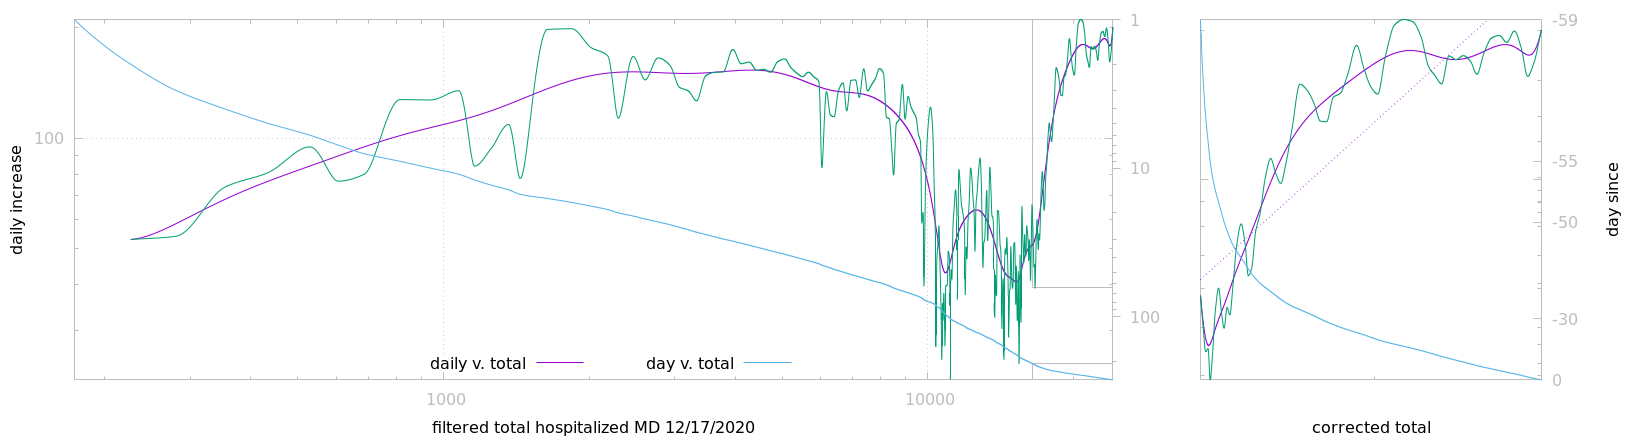 daily increase
100
daily v. total
day v. total
1000
10000
filtered total hospitalized MD 12/17/2020
1
10
100
corrected total
-59
-55
-50
-30
0
day since